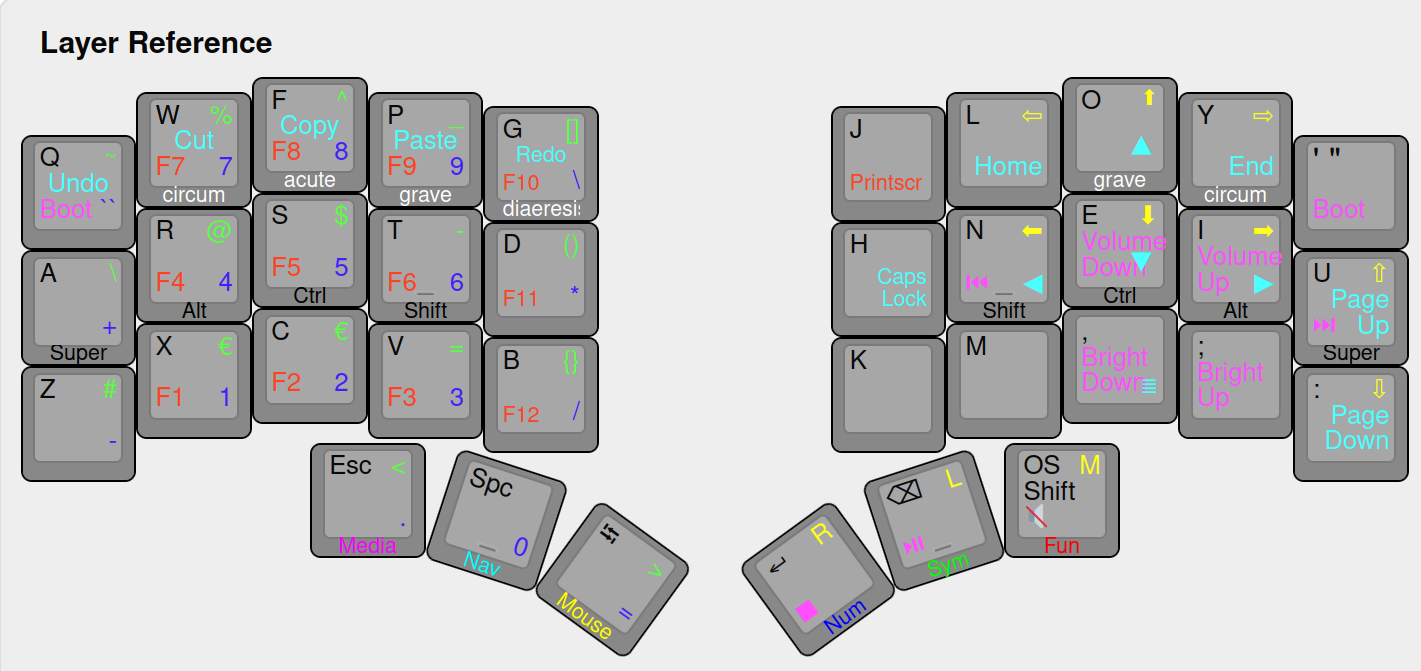 Layer Reference
Q ~
Undo
Boot ``
W %
Cut
F7 7
circum
F ^
Copy
F8 8
acute
P _
Paste
F9 9
grave
G []
Redo
F10 \
diaeresis
J
Printscr
L ⇦
Home
O ⬆
▲
grave
Y ⇨
End
circum
' "
Boot
A \
+
Super
R @
F4 4
Alt
S $
F5 5
Ctrl
T -
F6 6
Shift
D ()
F11 *
H
Caps
Lock
N ⬅
⏮ ◀
Shift
E ⬇
Volume
Down ▼
Ctrl
I ➡
Volume
Up ▶
Alt
U ⇧
Page
⏭ Up
Super
Z #
-
X €
F1 1
C €
F2 2
V =
F3 3
B {}
F12 /
K
M
,
Bright
Down ≣
;
Bright
Up
: ⇩
Page
Down
Esc <
.
Media
Spc
0
Nav
↹ >
=
Mouse
↵ R
■
Num
⌫ L
⏯
Sym
OS M
Shift
Fun